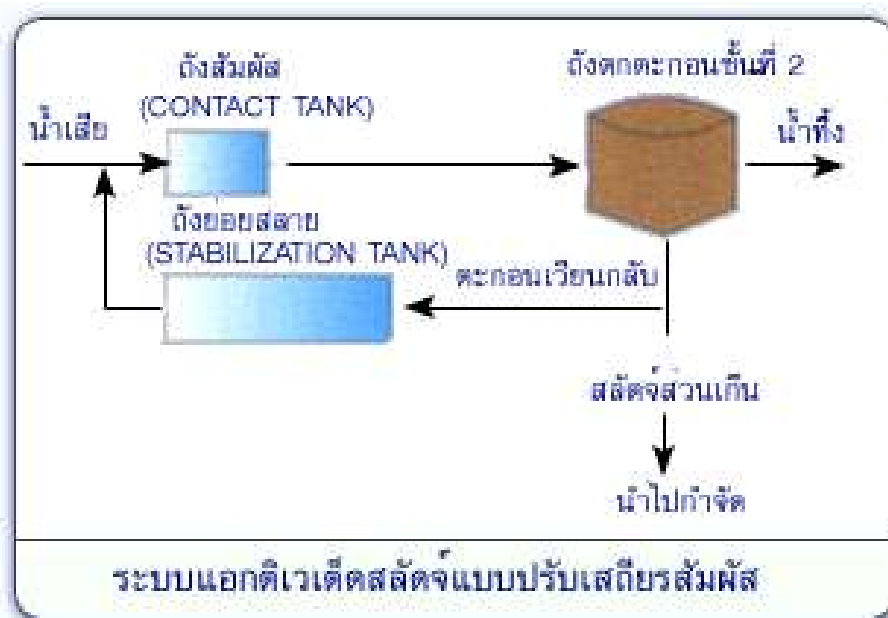 ถังสัมผัส
(CONTACT TANK)
ถังตกตะกอนชั้นที่ 2
น้ำเสีย
น้ำทิ้ง
ถังย่อยสลาย
(STABILIZATION TANK)
ตะกอนเวียนกลับ
สลัดจ์ส่วนเกิน
นำไปกำจัด
ระบบแอกติเวเต็ดสลัดจ์แบบปรับเสถียรสัมผัส